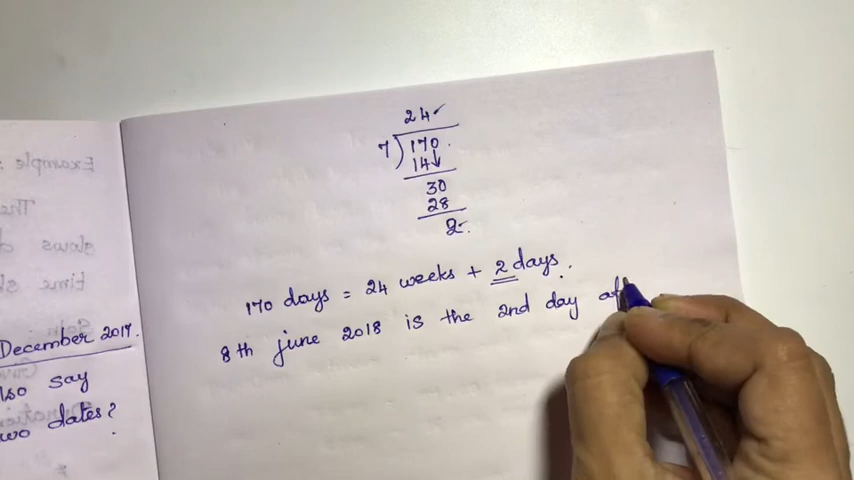 24✓
7)170.
14↓
30
28
2✓.
170 days = 24 weeks + 2 days.
8th june 2018 is the 2nd day af
December 2017.
lso say
wo dates?